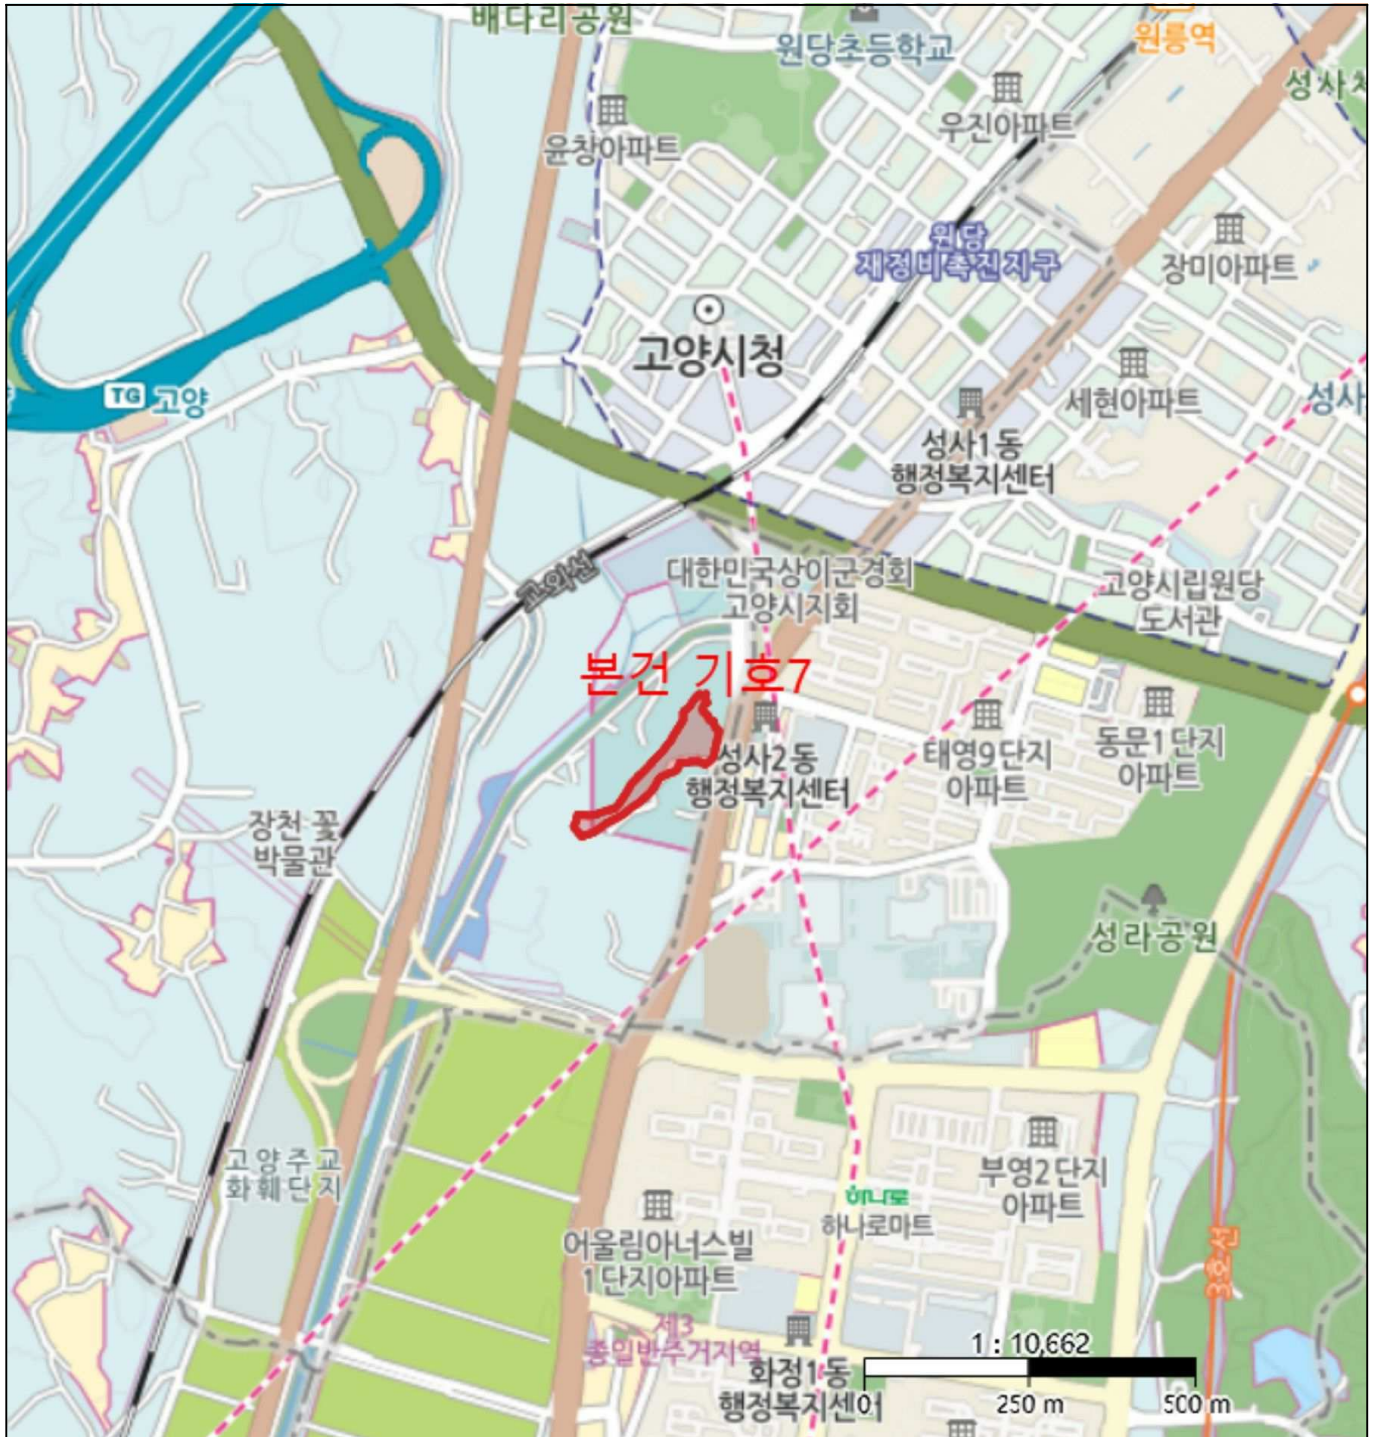 배다리공원
원당초등학교
원릉역
우진아파트
윤창아파트
원당
재정비촉진지구
장미아파트
고양시청
TG 고양
세현아파트
성사1동
행정복지센터
교외선
대한민국상이군경회
고양시지회
고양시립원당
도서관
본건 기호7
성사2동
행정복지센터
태영9단지
아파트
동문1단지
아파트
장천 꽃
박물관
성라공원
고양주교
화훼단지
부영2단지
아파트
하나로
하나로마트
어울림아너스빌
1단지아파트
3호선
제3
종일반주거지역
화정1동
행정복지센터
1 : 10,662
0 250 m 500 m